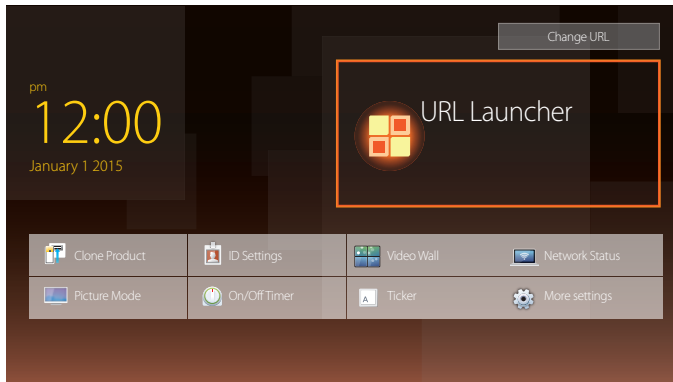 Change URL
pm
12:00
January 1 2015
URL Launcher
Clone Product
ID Settings
Video Wall
Network Status
Picture Mode
On/Off Timer
A
Ticker
More settings